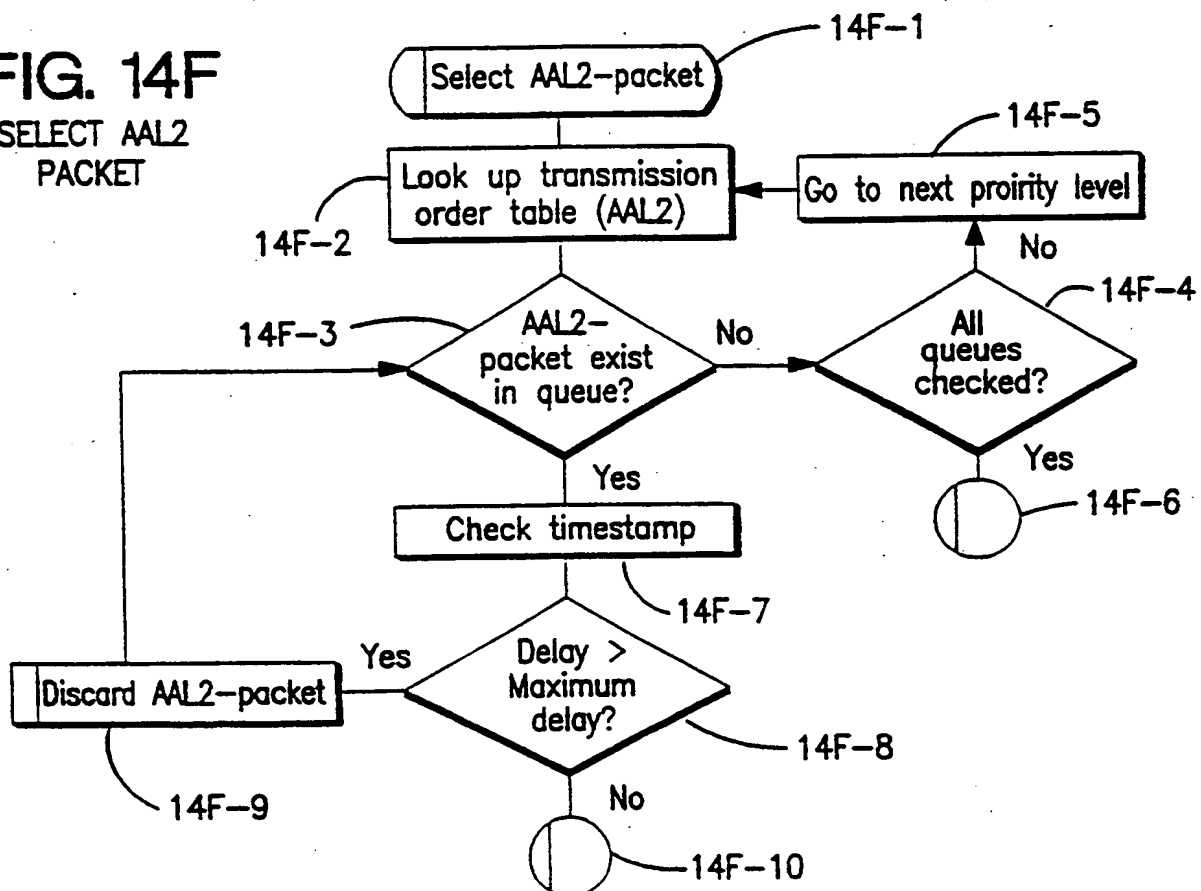 FIG. 14F
SELECT AAL2
PACKET
14F-1
Select AAL2-packet
14F-5
Look up transmission
order table (AAL2)
Go to next proirity level
14F-2
No
14F-4
14F-3
AAL2-
packet exist
in queue?
No
All
queues
checked?
Yes
Yes
14F-6
Check timestamp
14F-7
Yes
Delay >
Maximum
delay?
Discard AAL2-packet
14F-8
14F-9
No
14F-10